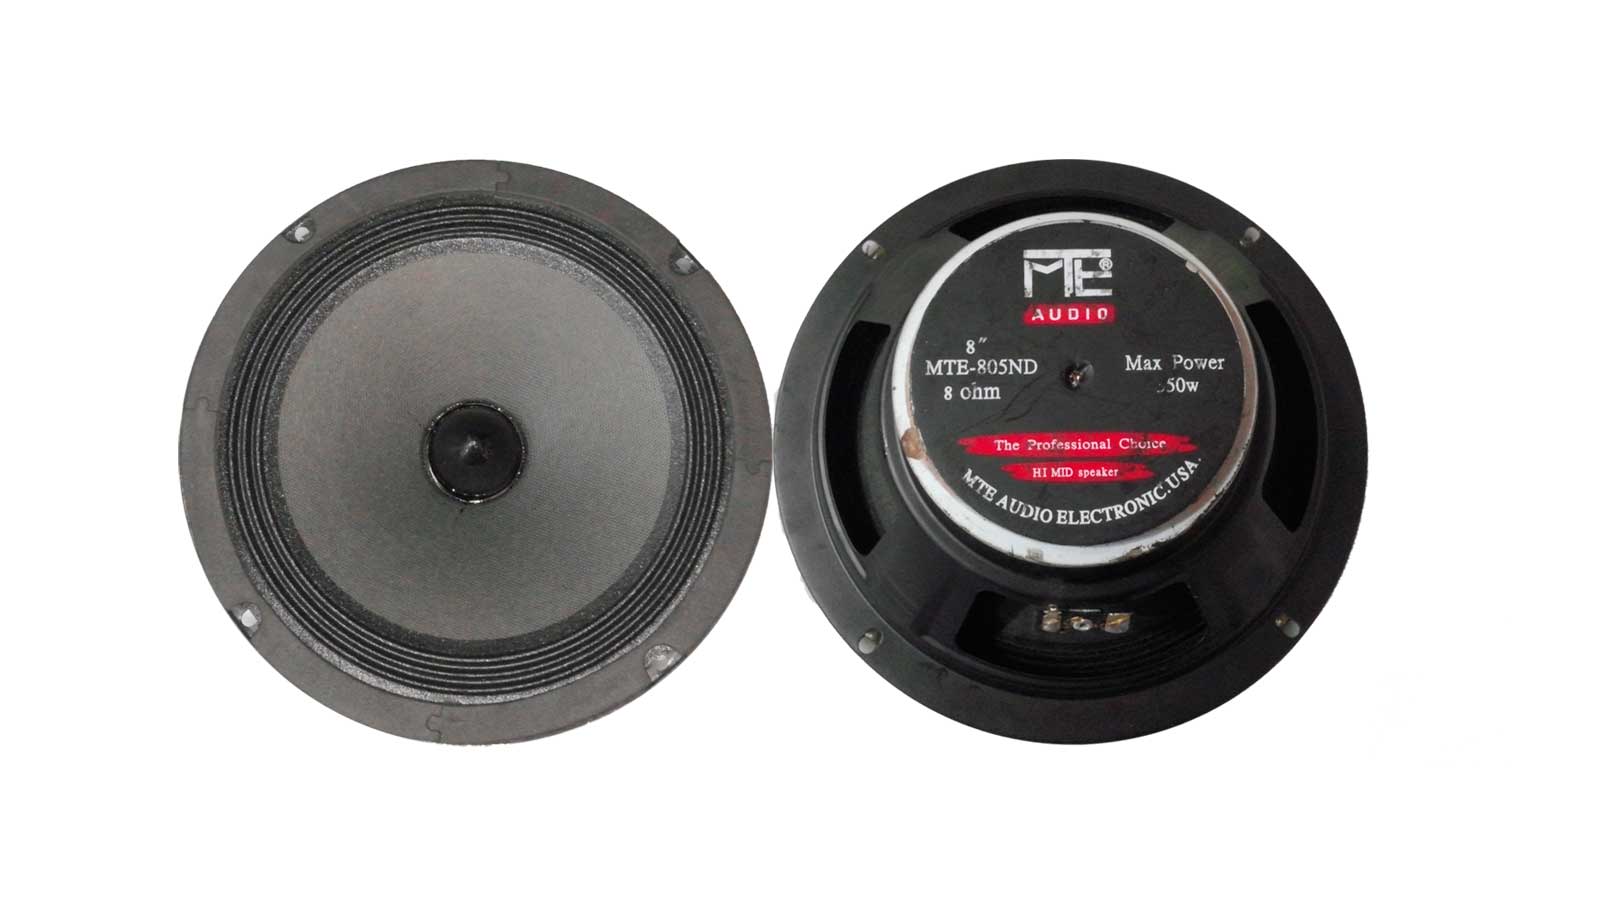 MTE®
AUDIO
8"
MTE-805ND
8 ohm
Max Power
The Professional Choice
HI MID speaker
MTE AUDIO ELECTRONIC.USA.